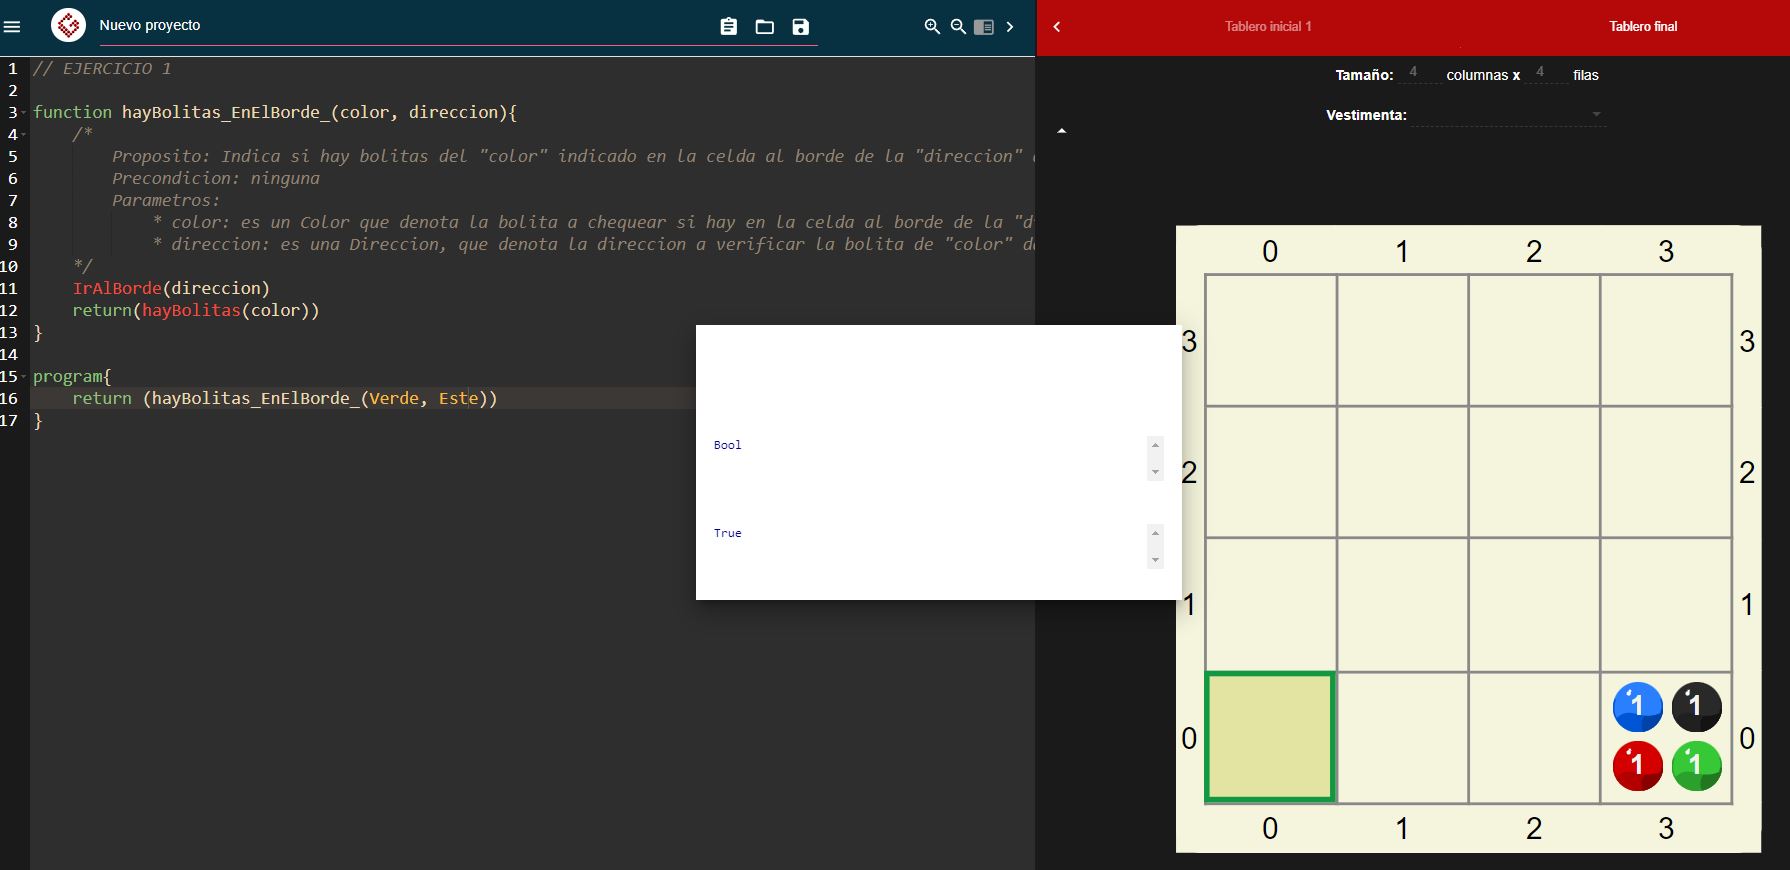 Nuevo proyecto
Tablero inicial 1
Tablero final
Tamaño: 4 columnas x 4 filas
Vestimenta:
1 // EJERCICIO 1
2
3 function hayBolitas_EnElBorde_(color, direccion){
4 /*
5 Proposito: Indica si hay bolitas del "color" indicado en la celda al borde de la "direccion"
6 Precondicion: ninguna
7 Parametros:
8 * color: es un Color que denota la bolita a chequear si hay en la celda al borde de la "d
9 * direccion: es una Direccion, que denota la direccion a verificar la bolita de "color" d
10 */
11 IrAlBorde(direccion)
12 return(hayBolitas(color))
13 }
14
15 program{
16 return (hayBolitas_EnElBorde_(Verde, Este))
17 }
Bool
True
0 1 2 3
3 3
2 2
1 1
1 1
0 0
1 1
0 1 2 3